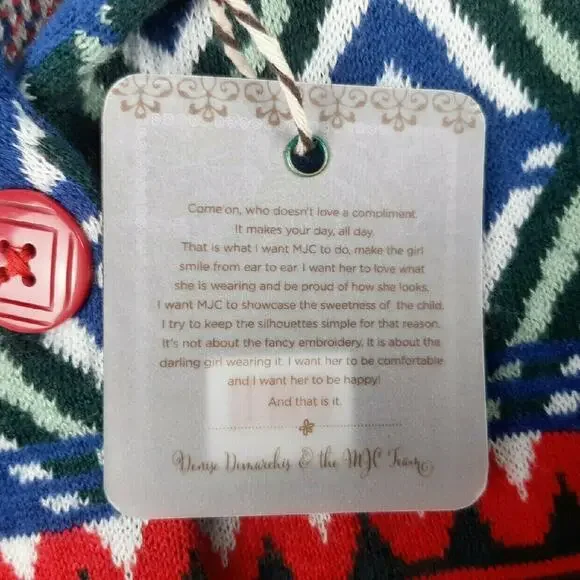 Come on, who doesn't love a compliment.
It makes your day, all day.
That is what I want MJC to do, make the girl
smile from ear to ear. I want her to love what
she is wearing and be proud of how she looks.
I want MJC to showcase the sweetness of the child.
I try to keep the silhouettes simple for that reason.
It's not about the fancy embroidery. It is about the
darling girl wearing it. I want her to be comfortable
and I want her to be happy!
And that is it.
Denise Demarchis & the MJC Team